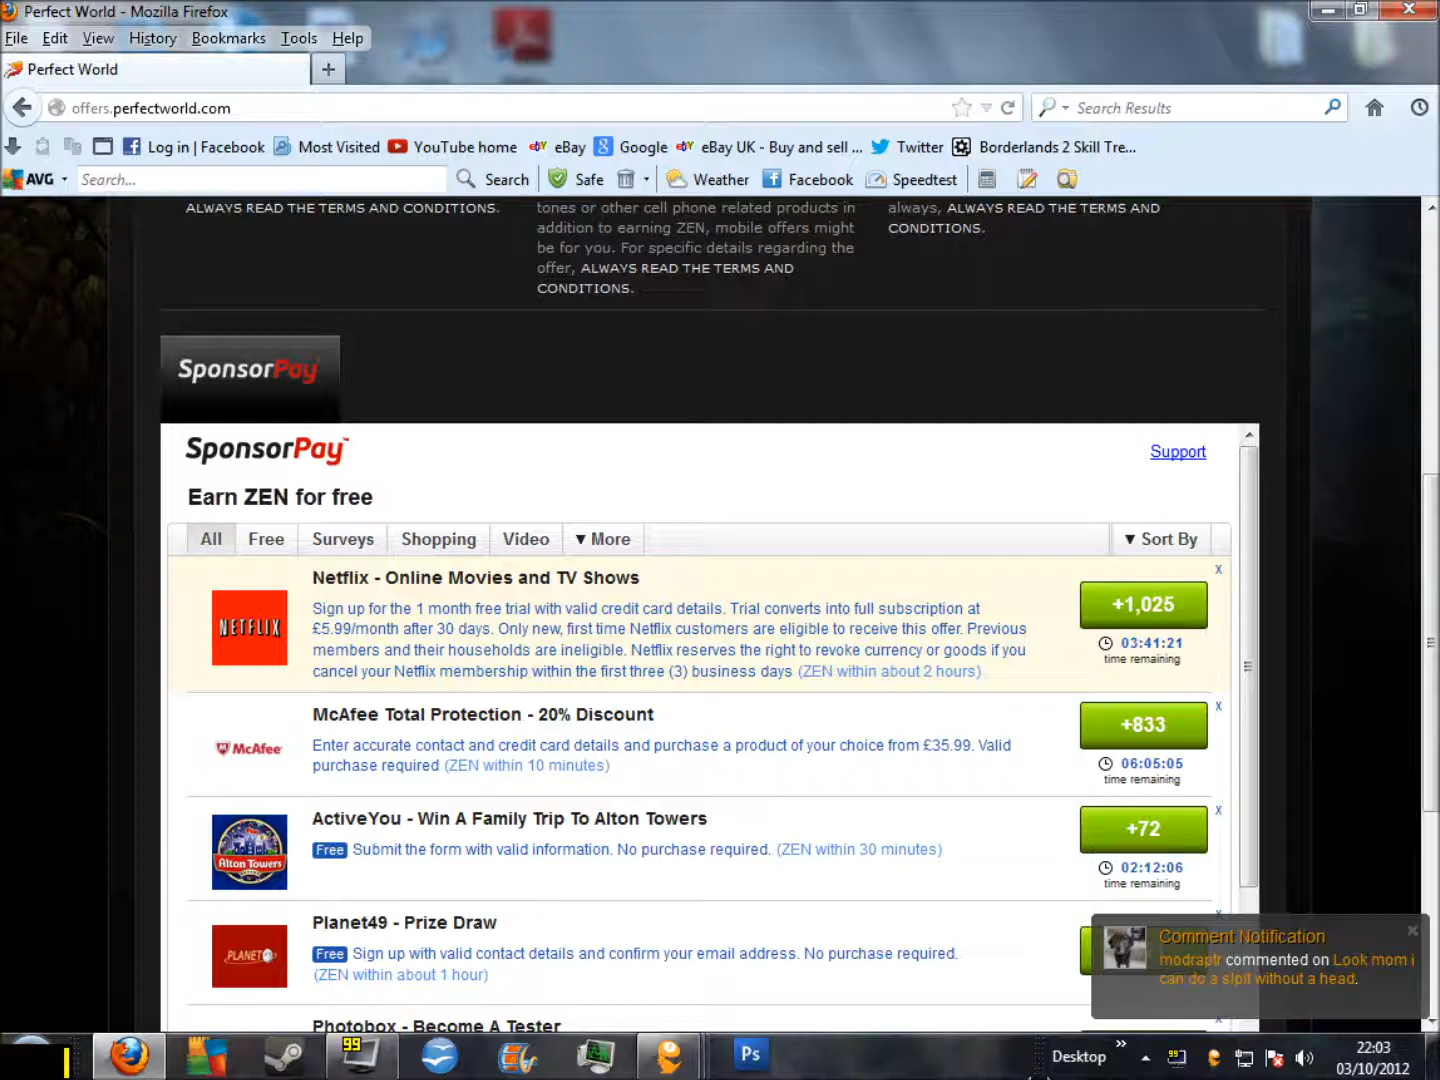 Perfect World - Mozilla Firefox
File Edit View History Bookmarks Tools Help
Perfect World
offers.perfectworld.com
Search Results
Log in | Facebook Most Visited YouTube home eBay Google eBay UK - Buy and sell ... Twitter Borderlands 2 Skill Tre...
AVG Search... Search Safe Weather Facebook Speedtest
ALWAYS READ THE TERMS AND CONDITIONS.
tones or other cell phone related products in
addition to earning ZEN, mobile offers might
be for you. For specific details regarding the
offer, ALWAYS READ THE TERMS AND
CONDITIONS.
always, ALWAYS READ THE TERMS AND
CONDITIONS.
SponsorPay
SponsorPay™
Support
Earn ZEN for free
All Free Surveys Shopping Video ▼ More ▼ Sort By
Netflix - Online Movies and TV Shows
NETFLIX
Sign up for the 1 month free trial with valid credit card details. Trial converts into full subscription at
£5.99/month after 30 days. Only new, first time Netflix customers are eligible to receive this offer. Previous
members and their households are ineligible. Netflix reserves the right to revoke currency or goods if you
cancel your Netflix membership within the first three (3) business days (ZEN within about 2 hours).
x
+1,025
03:41:21
time remaining
McAfee Total Protection - 20% Discount
McAfee
Enter accurate contact and credit card details and purchase a product of your choice from £35.99. Valid
purchase required (ZEN within 10 minutes)
x
+833
06:05:05
time remaining
ActiveYou - Win A Family Trip To Alton Towers
Alton Towers
Free Submit the form with valid information. No purchase required. (ZEN within 30 minutes)
x
+72
02:12:06
time remaining
Planet49 - Prize Draw
PLANET
Free Sign up with valid contact details and confirm your email address. No purchase required.
(ZEN within about 1 hour)
x
Comment Notification
modraptr commented on Look mom i
can do a slpit without a head.
Photobox - Become A Tester
x
99
Ps
Desktop
99
22:03
03/10/2012